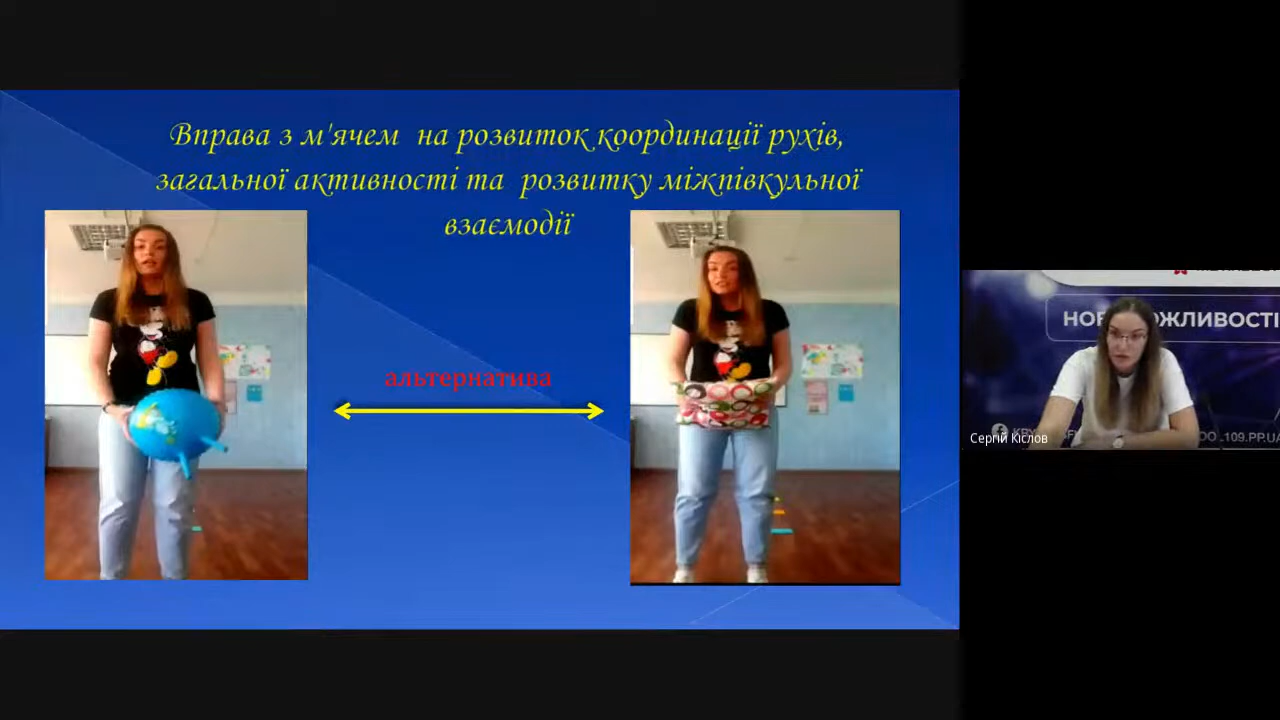 Вправа з м'ячем на розвиток координації рухів,
загальної активності та розвитку міжпівкульної
взаємодії
альтернатива
Сергій Кіслов